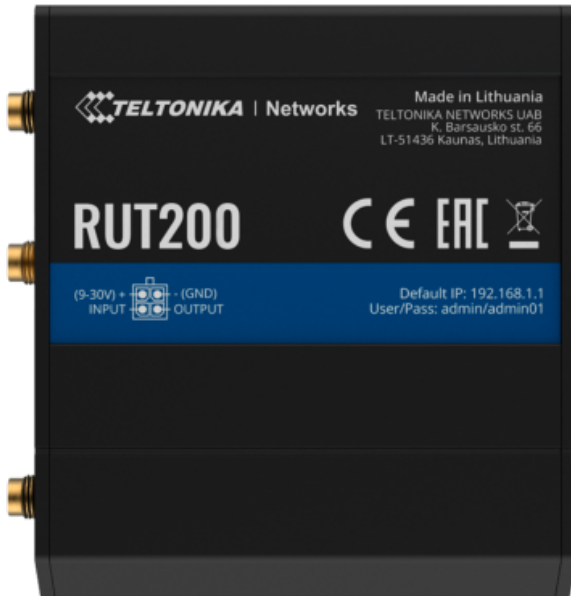 TELTONIKA | Networks
Made in Lithuania
TELTONIKA NETWORKS UAB
K. Barsausko st. 66
LT-51436 Kaunas, Lithuania
RUT200
CE EAC
(9-30V) + - (GND)
INPUT OUTPUT
Default IP: 192.168.1.1
User/Pass: admin/admin01